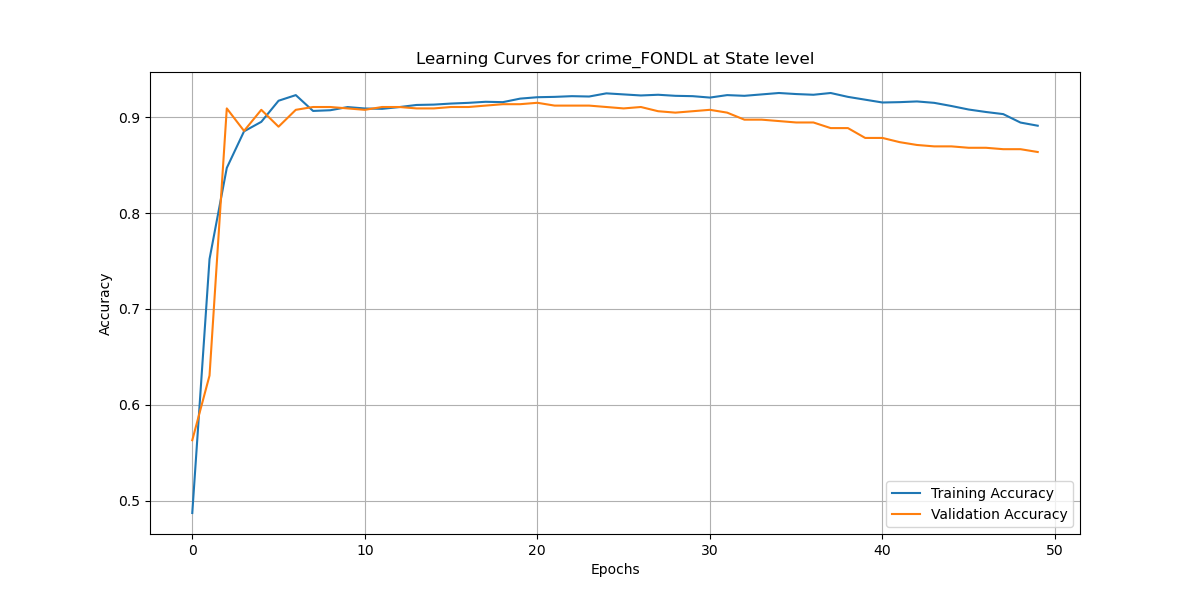 Learning Curves for crime_FONDL at State level
Accuracy
0.9
0.8
0.7
0.6
0.5
0 10 20 30 40 50
Epochs
Training Accuracy
Validation Accuracy